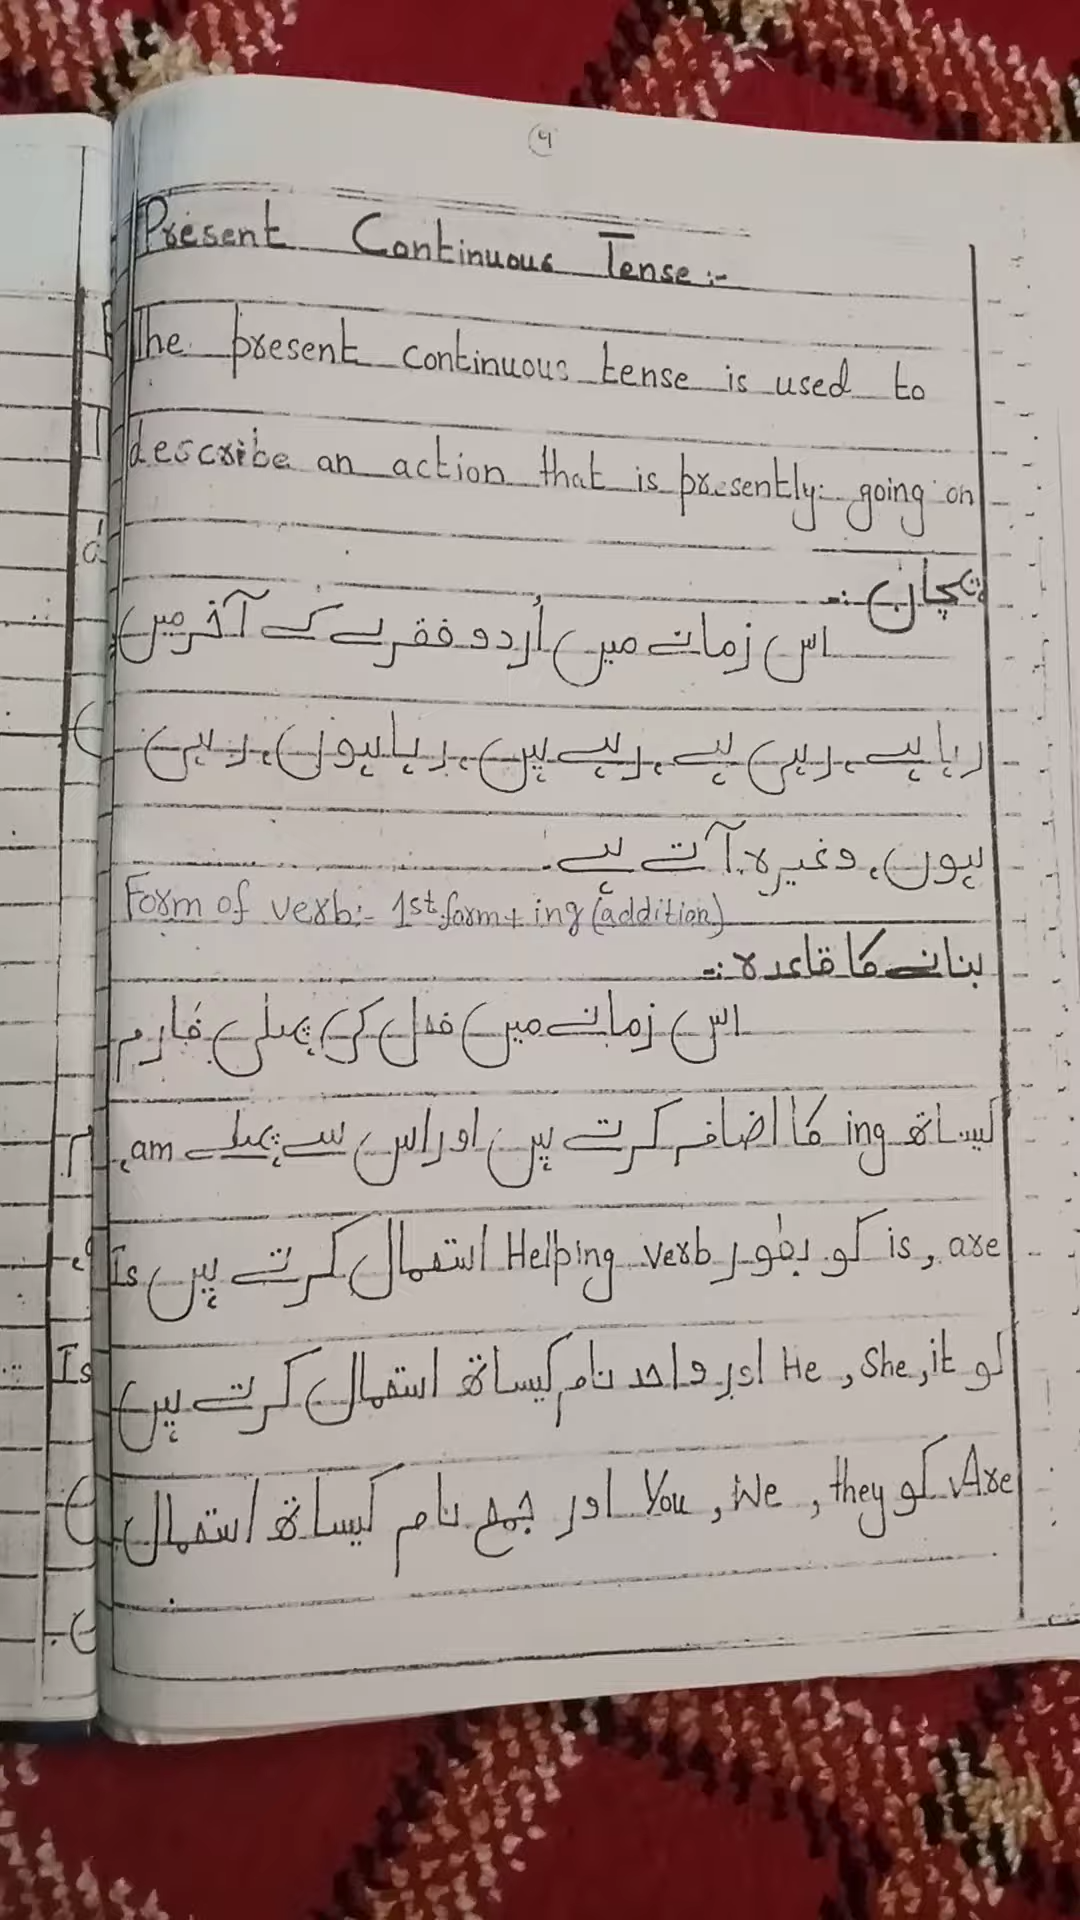 ۹
Present Continuous Tense:-
The present continuous tense is used to
describe an action that is presently going on
پہچان :-
اس زمانے میں اُردو فقرے کے آخر میں
رہا ہے، رہی ہے، رہے ہیں، رہا ہوں، رہی
ہوں، وغیرہ آتے ہے۔
Form of verb:- 1st form + ing (addition)
بنانے کا قاعدہ :-
اس زمانے میں فعل کی پہلی فارم
کیساتھ ing کا اضافہ کرتے ہیں اور اس سے پہلے am،
is, are کو بطور Helping verb استعمال کرتے ہیں Is
کو He, She, it اور واحد نام کیساتھ استعمال کرتے ہیں
Are کو You, We, they اور جمع نام کیساتھ استعمال
Is